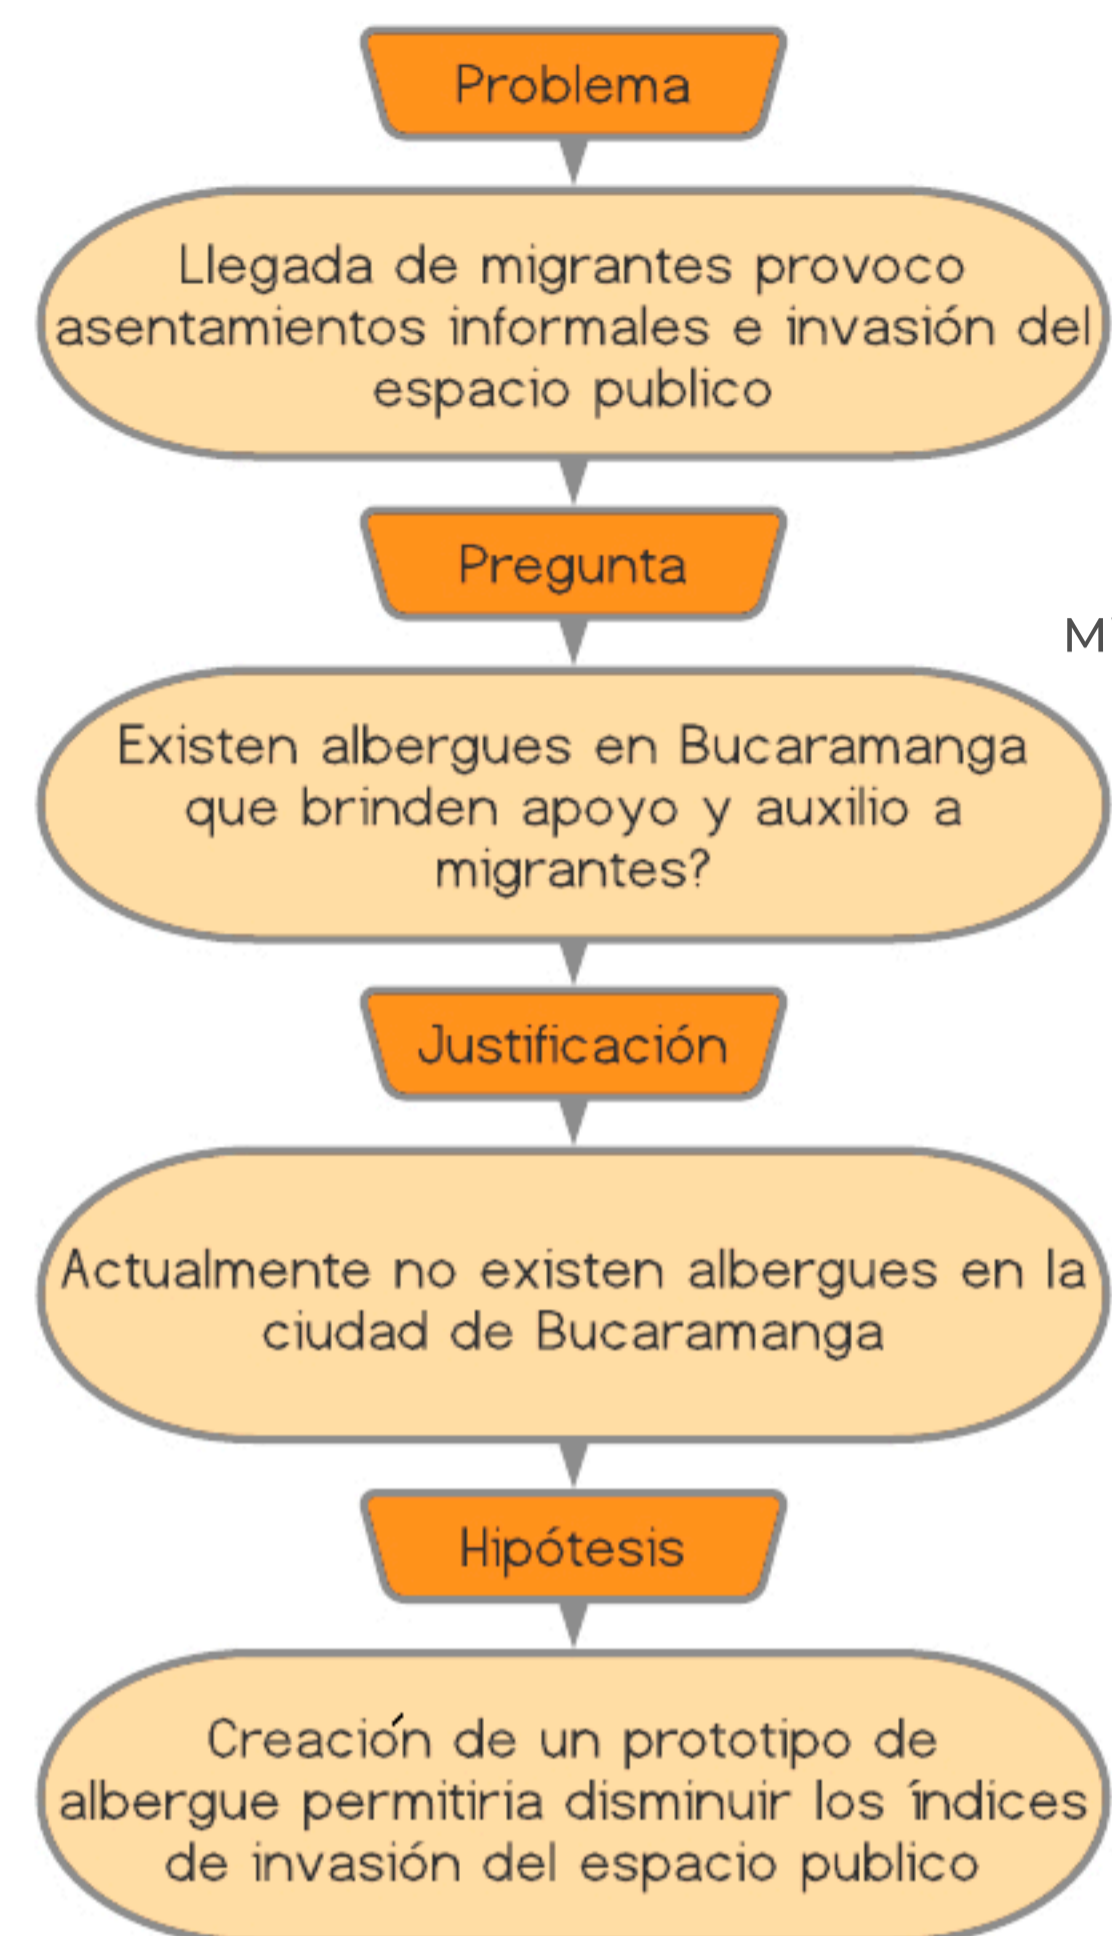 Problema
Llegada de migrantes provoco
asentamientos informales e invasión del
espacio publico
Pregunta
Existen albergues en Bucaramanga
que brinden apoyo y auxilio a
migrantes?
Justificación
Actualmente no existen albergues en la
ciudad de Bucaramanga
Hipótesis
Creación de un prototipo de
albergue permitiria disminuir los índices
de invasión del espacio publico